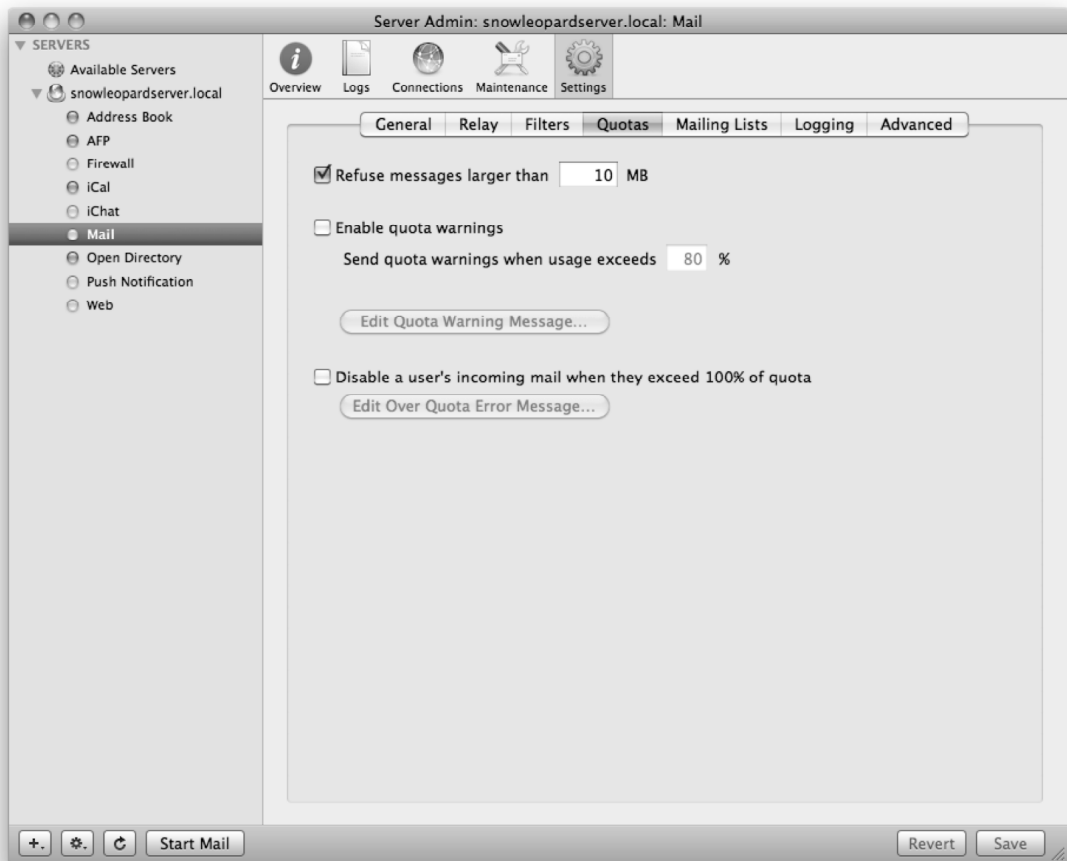 Server Admin: snowleopardserver.local: Mail
SERVERS
Available Servers
snowleopardserver.local
Address Book
AFP
Firewall
iCal
iChat
Mail
Open Directory
Push Notification
Web
Overview Logs Connections Maintenance Settings
General Relay Filters Quotas Mailing Lists Logging Advanced
Refuse messages larger than 10 MB
Enable quota warnings
Send quota warnings when usage exceeds 80 %
Edit Quota Warning Message...
Disable a user's incoming mail when they exceed 100% of quota
Edit Over Quota Error Message...
Start Mail Revert Save